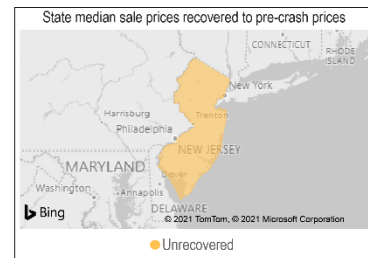 State median sale prices recovered to pre-crash prices
CONNECTICUT
RHODE
ISLAND
New York
Harrisburg
Trenton
Philadelphia
NEW JERSEY
MARYLAND
Dover
Washington
Annapolis
DELAWARE
Bing
© 2021 TomTom, © 2021 Microsoft Corporation
Unrecovered